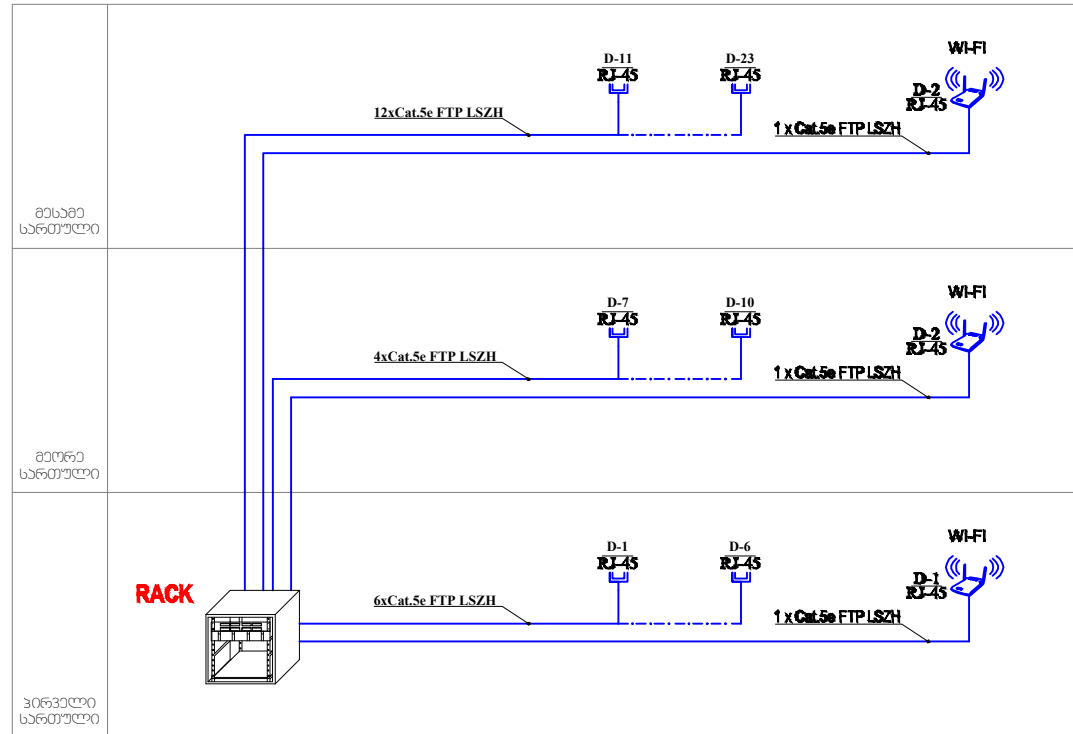 D-11
RJ-45
D-23
RJ-45
WI-FI
D-2
RJ-45
12xCat.5e FTP LSZH
1 x Cat.5e FTP LSZH
მესამე
სართული
D-7
RJ-45
D-10
RJ-45
WI-FI
D-2
RJ-45
4xCat.5e FTP LSZH
1 x Cat.5e FTP LSZH
მეორე
სართული
D-1
RJ-45
D-6
RJ-45
WI-FI
D-1
RJ-45
RACK
6xCat.5e FTP LSZH
1 x Cat.5e FTP LSZH
პირველი
სართული